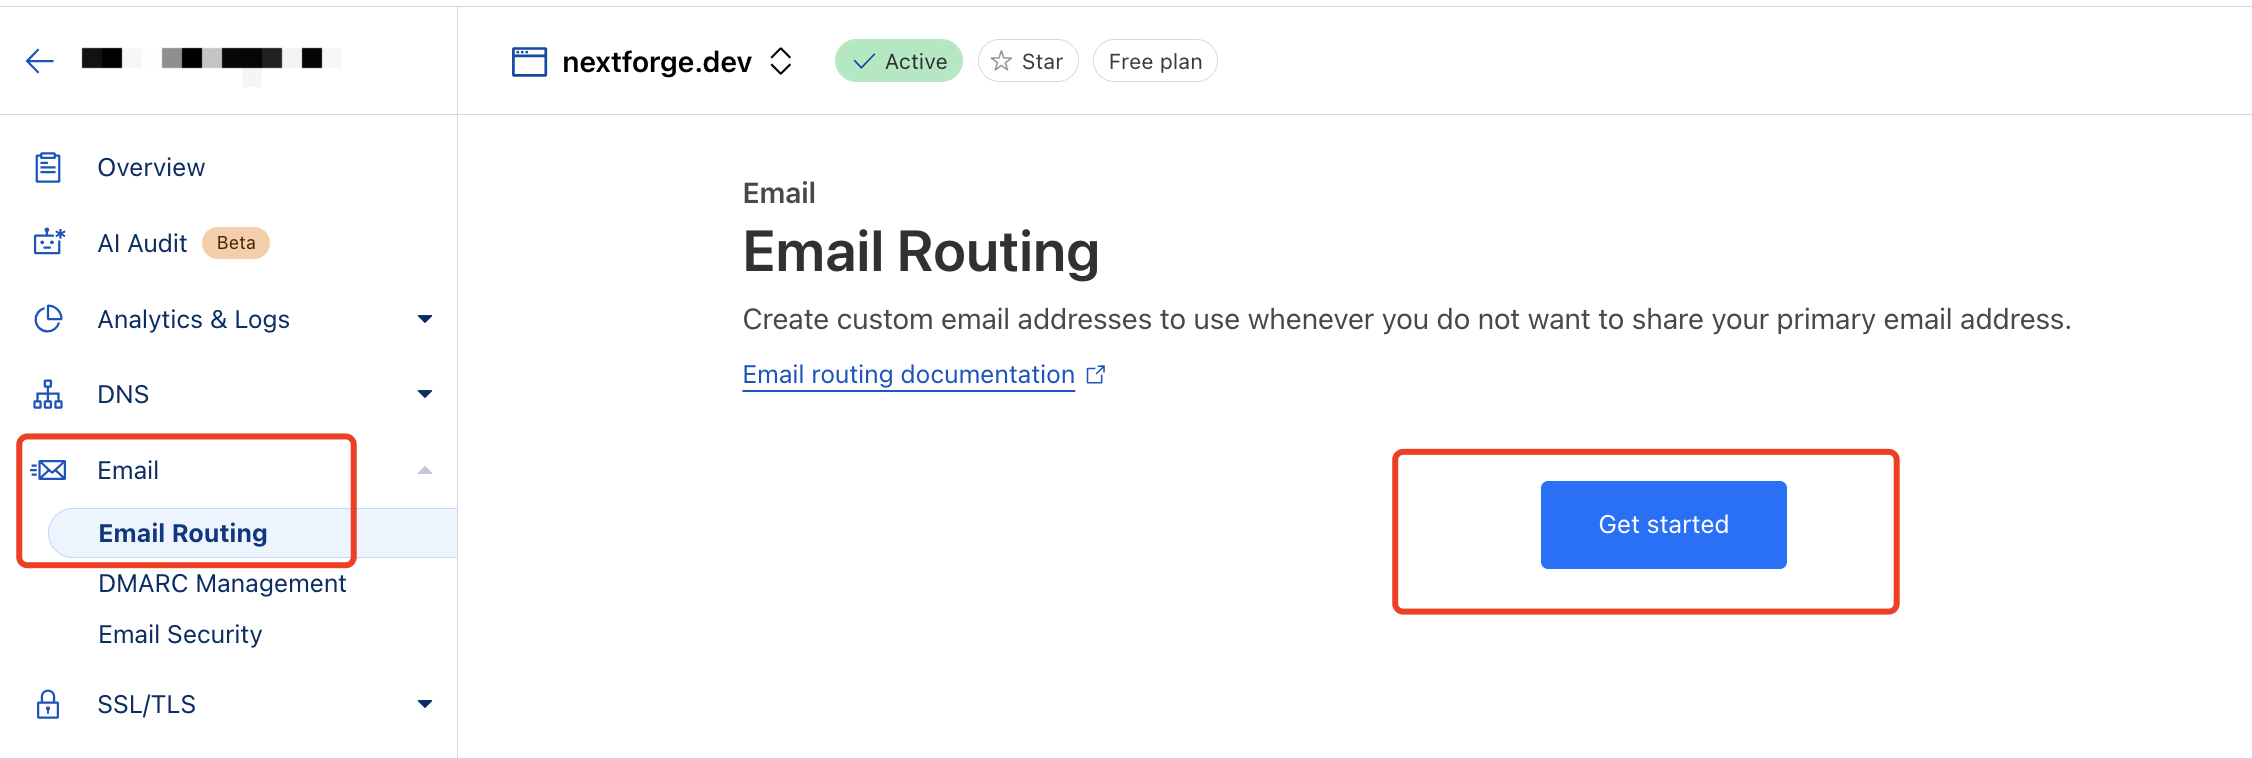 nextforge.dev
Active
Star
Free plan
Overview
AI Audit Beta
Analytics & Logs
DNS
Email
Email Routing
DMARC Management
Email Security
SSL/TLS
Email
Email Routing
Create custom email addresses to use whenever you do not want to share your primary email address.
Email routing documentation
Get started